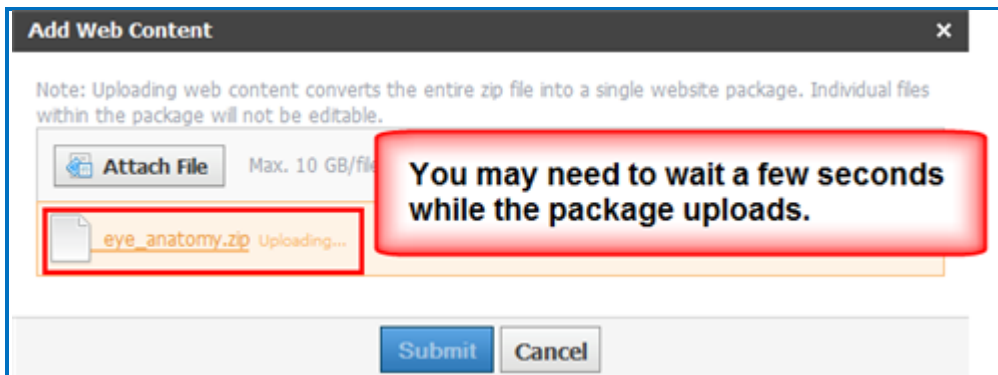 Add Web Content ×
Note: Uploading web content converts the entire zip file into a single website package. Individual files
within the package will not be editable.
Attach File Max. 10 GB/file
You may need to wait a few seconds
while the package uploads.
eye_anatomy.zip Uploading...
Submit Cancel